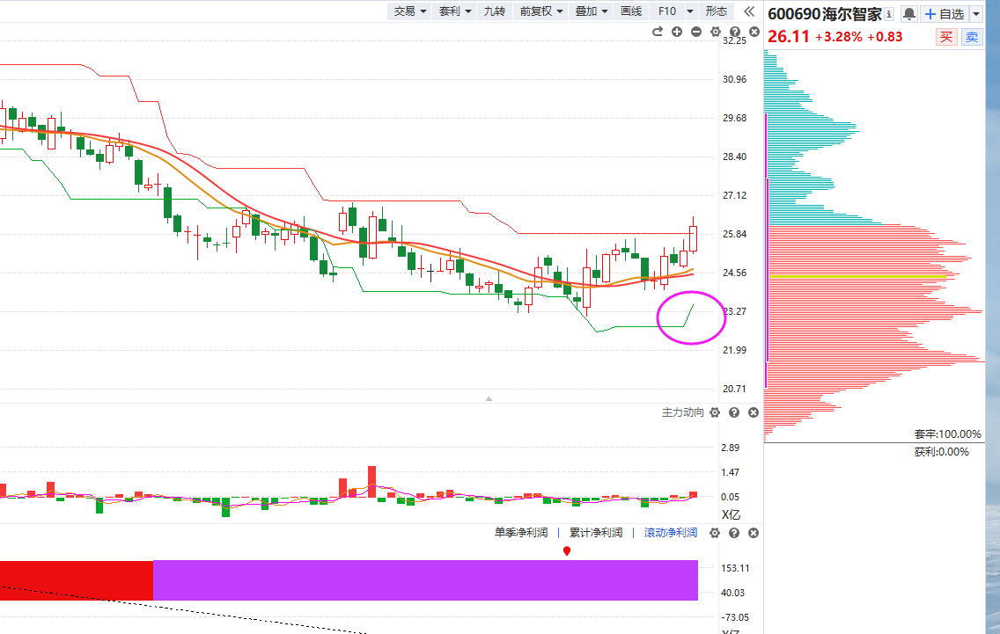 交易 套利 九转 前复权 叠加 画线 F10 形态
600690海尔智家 自选
26.11 +3.28% +0.83 买 卖
32.25
30.96
29.68
28.40
27.12
25.84
24.56
23.27
21.99
20.71
套牢:100.00%
获利:0.00%
主力动向
2.89
1.47
0.05
X亿
单季净利润 | 累计净利润 | 滚动净利润
153.11
40.03
-73.05